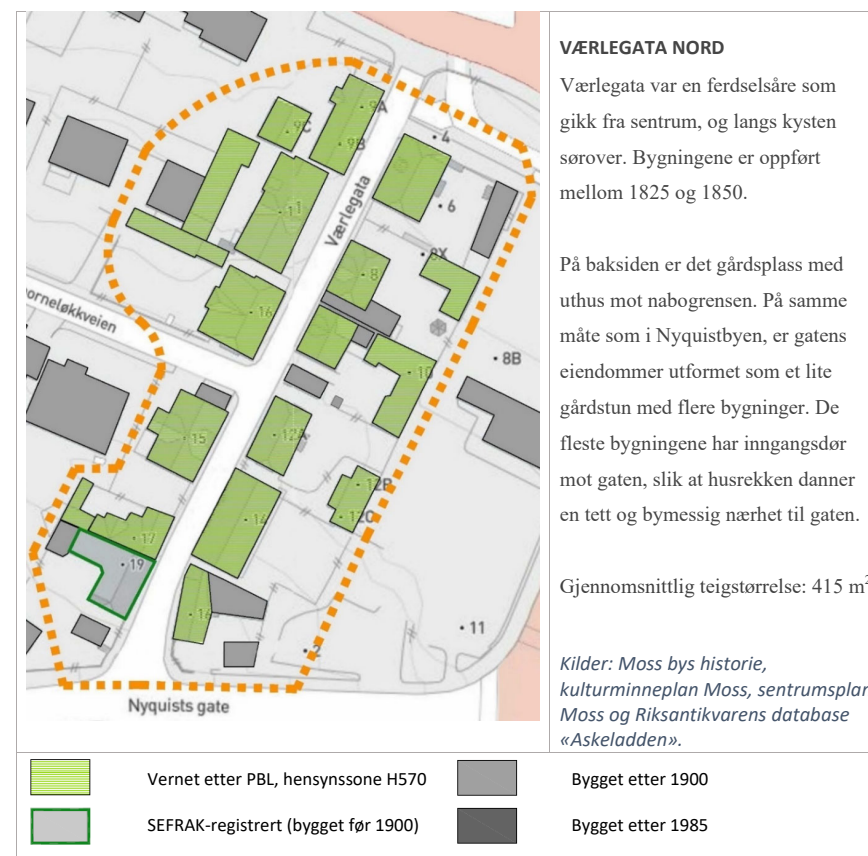 VÆRLEGATA NORD
Værlegata var en ferdselsåre som
gikk fra sentrum, og langs kysten
sørover. Bygningene er oppført
mellom 1825 og 1850.
På baksiden er det gårdsplass med
uthus mot nabogrensen. På samme
måte som i Nyquistbyen, er gatens
eiendommer utformet som et lite
gårdstun med flere bygninger. De
fleste bygningene har inngangsdør
mot gaten, slik at husrekken danner
en tett og bymessig nærhet til gaten.
Gjennomsnittlig teigstørrelse: 415 m²
Kilder: Moss bys historie,
kulturminneplan Moss, sentrumsplan
Moss og Riksantikvarens database
«Askeladden».
9A
9C
9B
4
6
11
Værlegata
8X
8
16
orneløkkveien
10
8B
15
12A
12B
12C
14
17
19
16
11
2
Nyquists gate
Vernet etter PBL, hensynssone H570
Bygget etter 1900
SEFRAK-registrert (bygget før 1900)
Bygget etter 1985